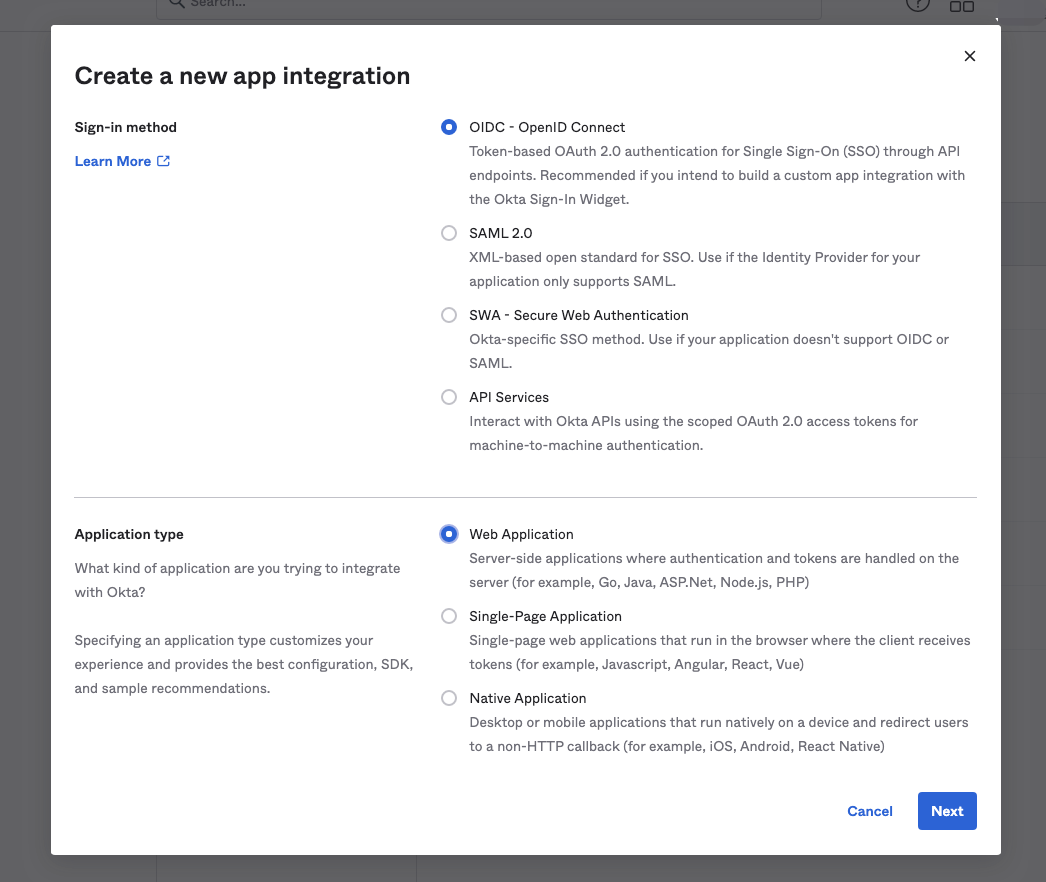 Search...
Create a new app integration
Sign-in method
Learn More
OIDC - OpenID Connect
Token-based OAuth 2.0 authentication for Single Sign-On (SSO) through API
endpoints. Recommended if you intend to build a custom app integration with
the Okta Sign-In Widget.
SAML 2.0
XML-based open standard for SSO. Use if the Identity Provider for your
application only supports SAML.
SWA - Secure Web Authentication
Okta-specific SSO method. Use if your application doesn't support OIDC or
SAML.
API Services
Interact with Okta APIs using the scoped OAuth 2.0 access tokens for
machine-to-machine authentication.
Application type
What kind of application are you trying to integrate
with Okta?
Specifying an application type customizes your
experience and provides the best configuration, SDK,
and sample recommendations.
Web Application
Server-side applications where authentication and tokens are handled on the
server (for example, Go, Java, ASP.Net, Node.js, PHP)
Single-Page Application
Single-page web applications that run in the browser where the client receives
tokens (for example, Javascript, Angular, React, Vue)
Native Application
Desktop or mobile applications that run natively on a device and redirect users
to a non-HTTP callback (for example, iOS, Android, React Native)
Cancel
Next